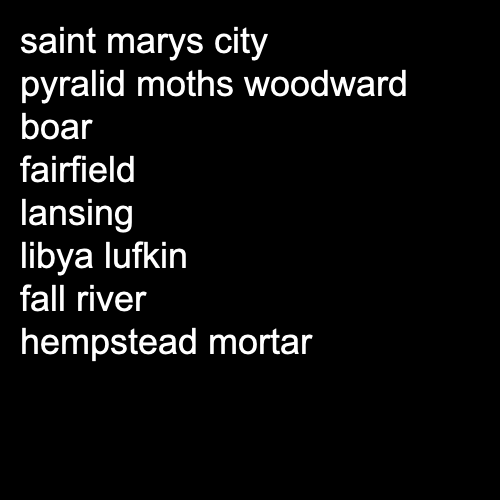 saint marys city
pyralid moths woodward
boar
fairfield
lansing
libya lufkin
fall river
hempstead mortar